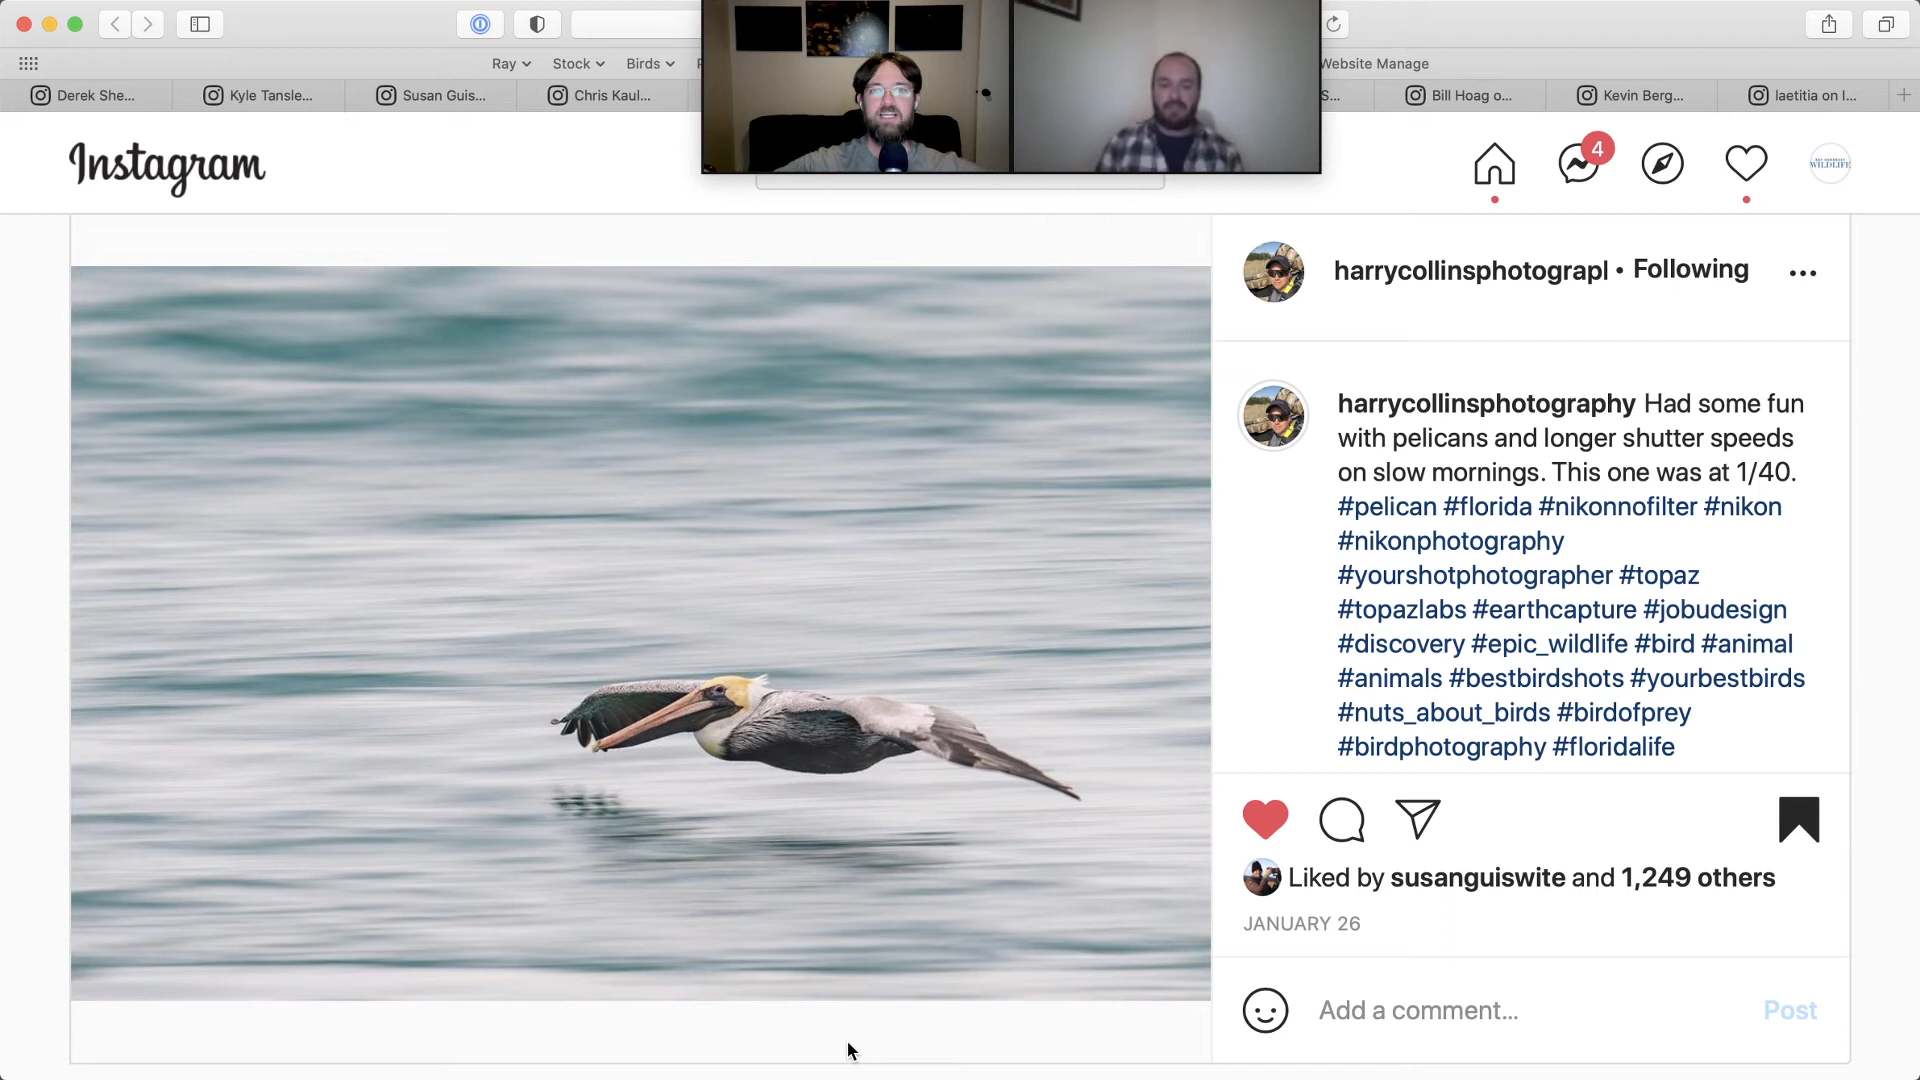 Ray
Stock
Birds
Website Manage
Derek She...
Kyle Tansle...
Susan Guis...
Chris Kaul...
S...
Bill Hoag o...
Kevin Berg...
laetitia on I...
Instagram
4
WILDLIFE
harrycollinsphotograpl • Following
harrycollinsphotography Had some fun
with pelicans and longer shutter speeds
on slow mornings. This one was at 1/40.
#pelican #florida #nikonnofilter #nikon
#nikonphotography
#yourshotphotographer #topaz
#topazlabs #earthcapture #jobudesign
#discovery #epic_wildlife #bird #animal
#animals #bestbirdshots #yourbestbirds
#nuts_about_birds #birdofprey
#birdphotography #floridalife
Liked by susanguiswite and 1,249 others
JANUARY 26
Add a comment...
Post